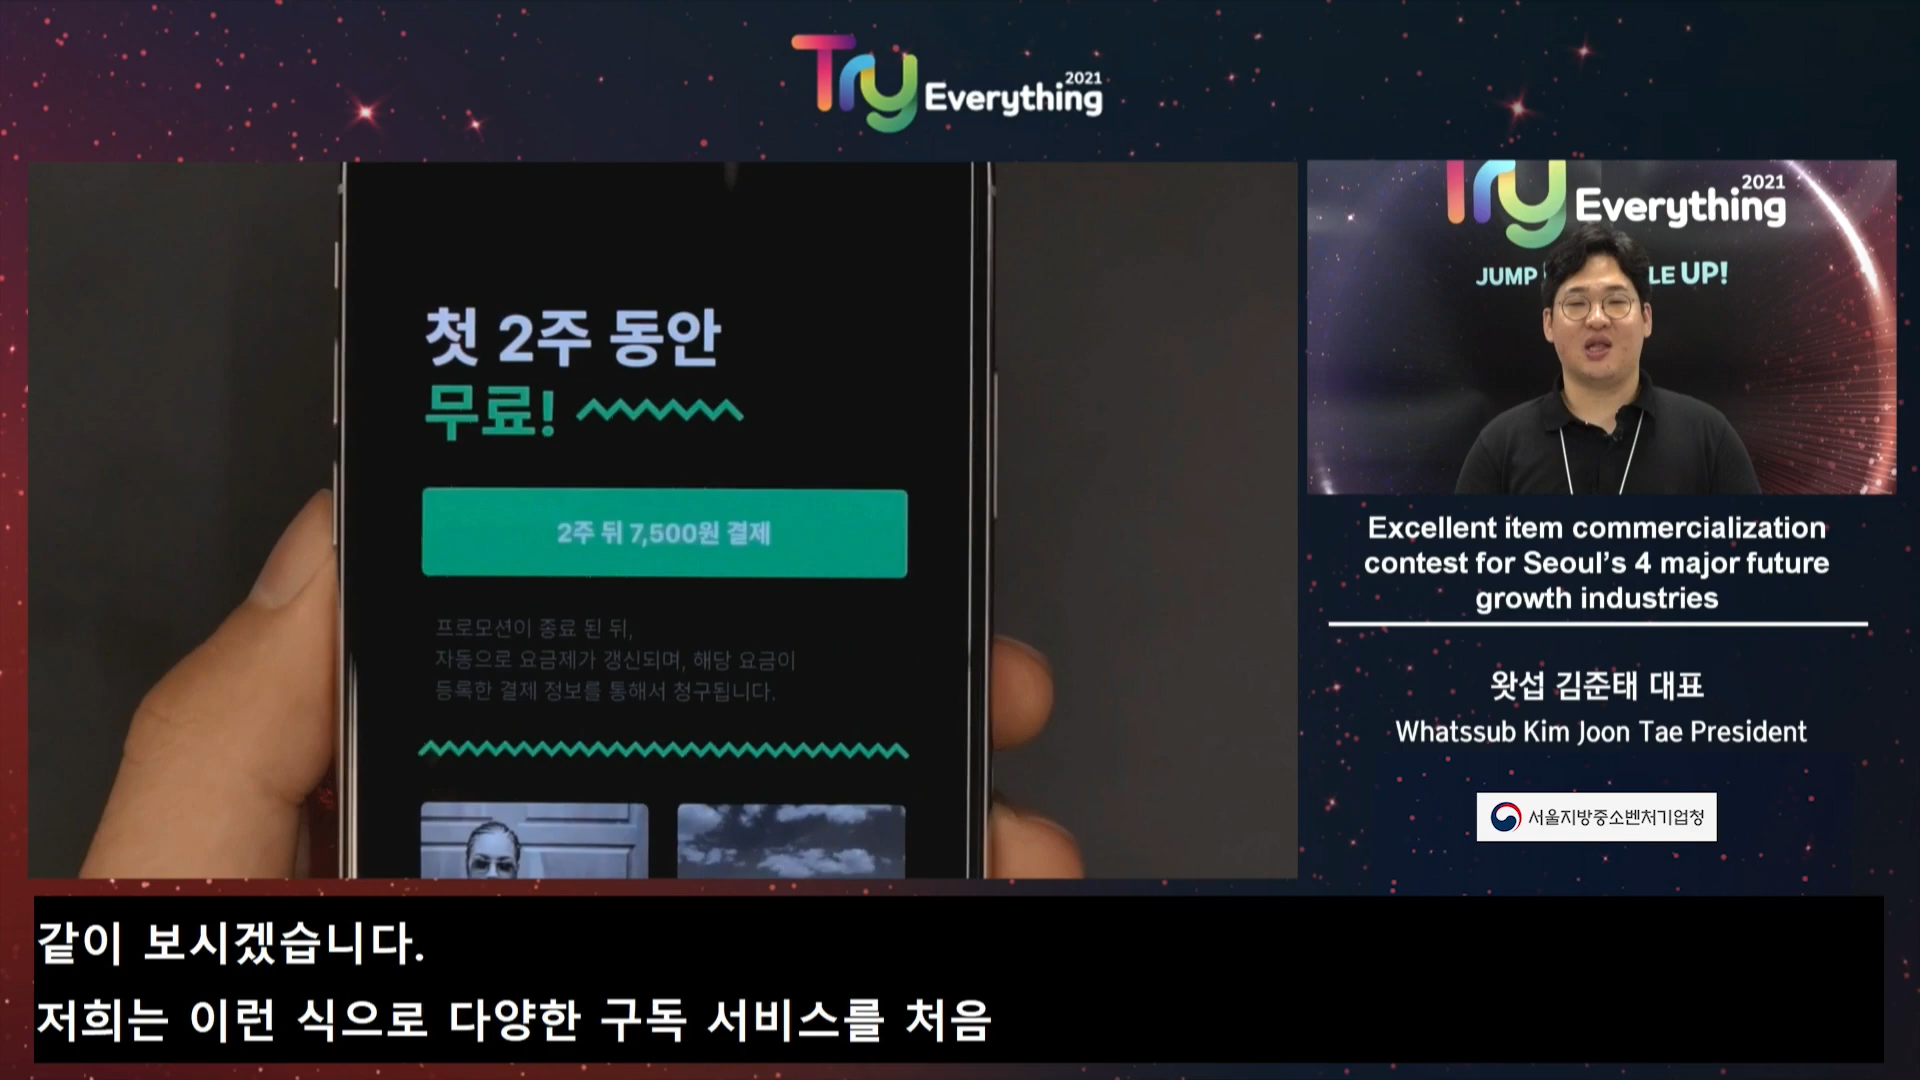 Try Everything 2021
첫 2주 동안
무료!
2주 뒤 7,500원 결제
프로모션이 종료 된 뒤,
자동으로 요금제가 갱신되며, 해당 요금이
등록한 결제 정보를 통해서 청구됩니다.
Try Everything 2021
JUMP LE UP!
Excellent item commercialization
contest for Seoul’s 4 major future
growth industries
왓섭 김준태 대표
Whatssub Kim Joon Tae President
서울지방중소벤처기업청
같이 보시겠습니다.
저희는 이런 식으로 다양한 구독 서비스를 처음